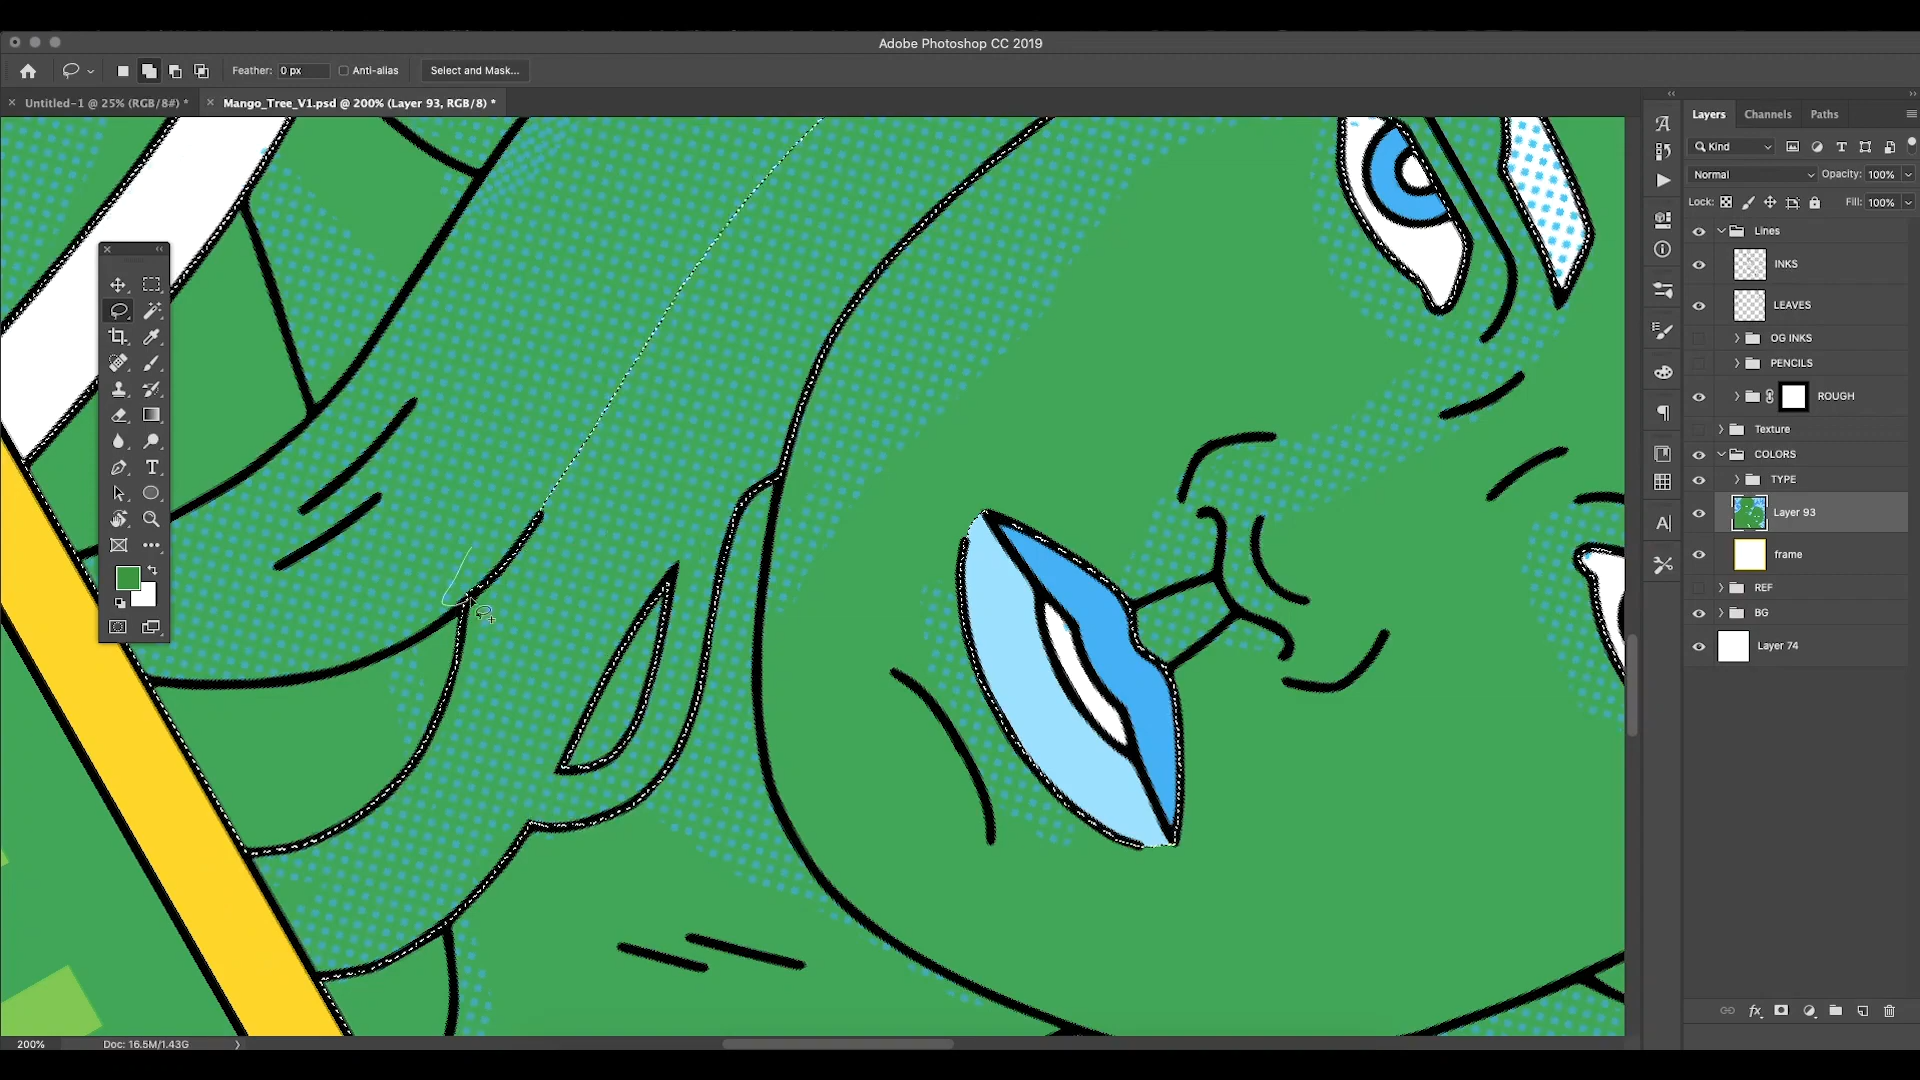 Adobe Photoshop CC 2019
Feather: 0 px Anti-alias Select and Mask...
Untitled-1 @ 25% (RGB/8#) * Mango_Tree_V1.psd @ 200% (Layer 93, RGB/8) *
Layers Channels Paths
Kind
Normal Opacity: 100%
Lock: Fill: 100%
Lines
INKS
LEAVES
OG INKS
PENCILS
ROUGH
Texture
COLORS
TYPE
Layer 93
frame
REF
BG
Layer 74
200% Doc: 16.5M/1.43G